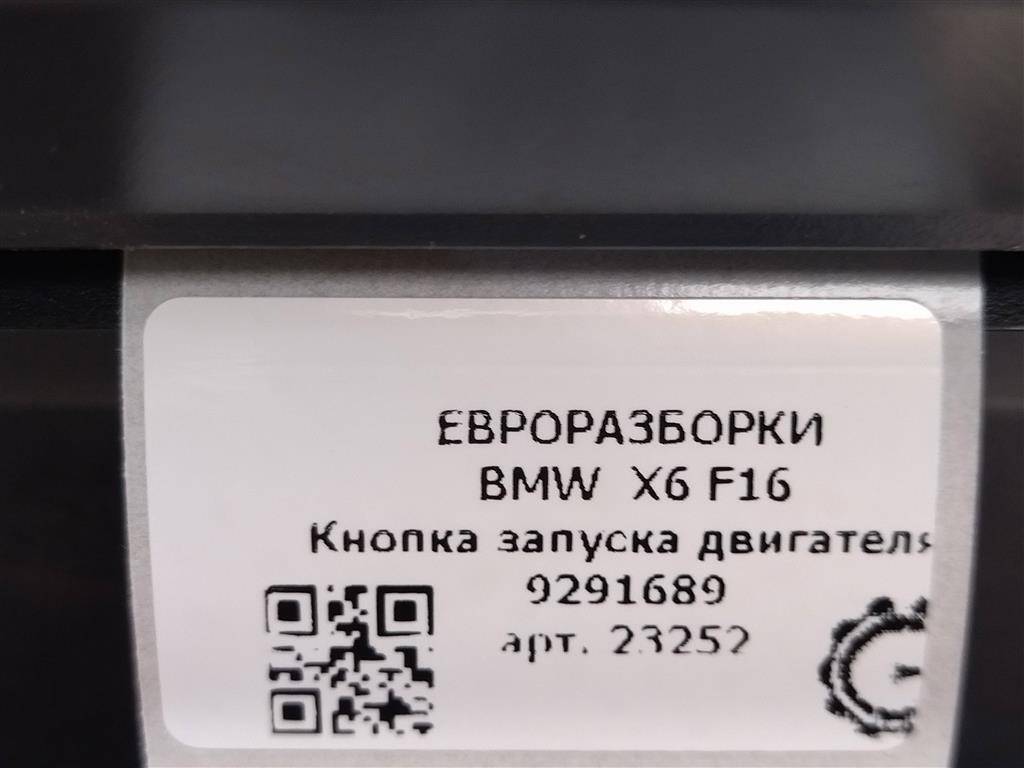 ЕВРОРАЗБОРКИ
BMW X6 F16
Кнопка запуска двигателя
9291689
арт. 23252